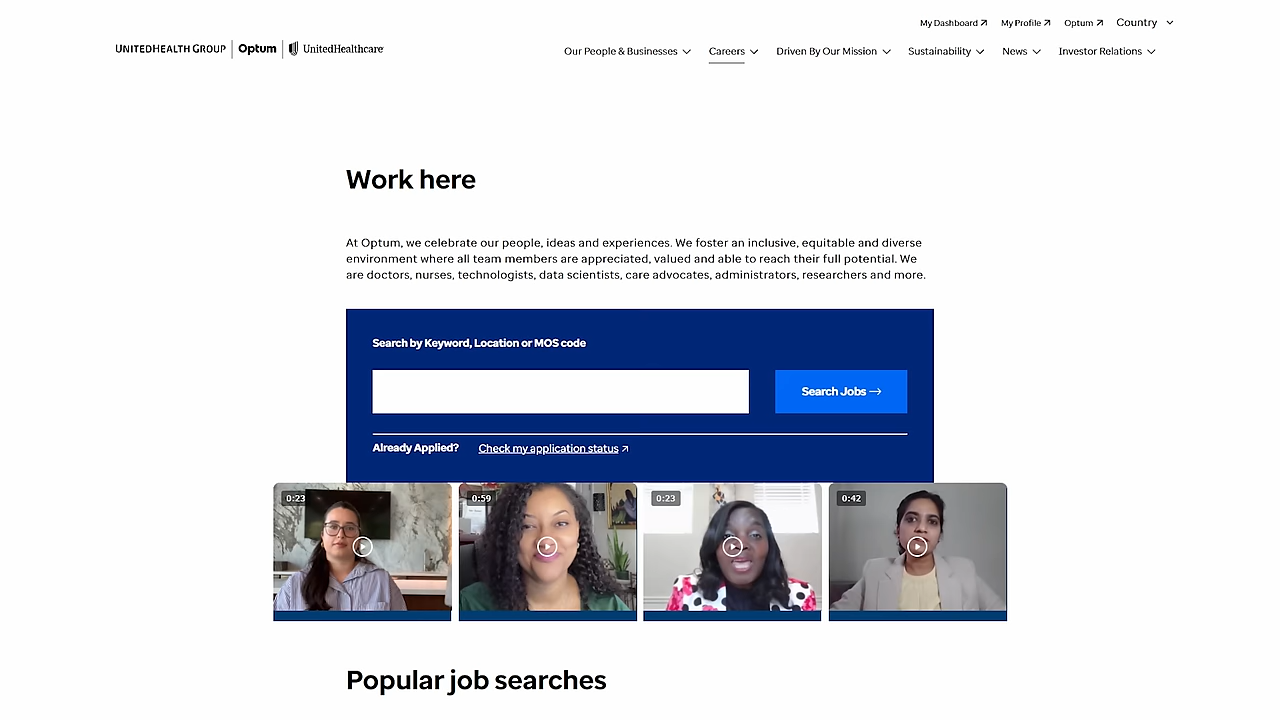 My Dashboard My Profile Optum Country
UNITEDHEALTH GROUP Optum UnitedHealthcare
Our People & Businesses Careers Driven By Our Mission Sustainability News Investor Relations
Work here
At Optum, we celebrate our people, ideas and experiences. We foster an inclusive, equitable and diverse
environment where all team members are appreciated, valued and able to reach their full potential. We
are doctors, nurses, technologists, data scientists, care advocates, administrators, researchers and more.
Search by Keyword, Location or MOS code
Search Jobs
Already Applied? Check my application status
0:23 0:59 0:23 0:42
Popular job searches